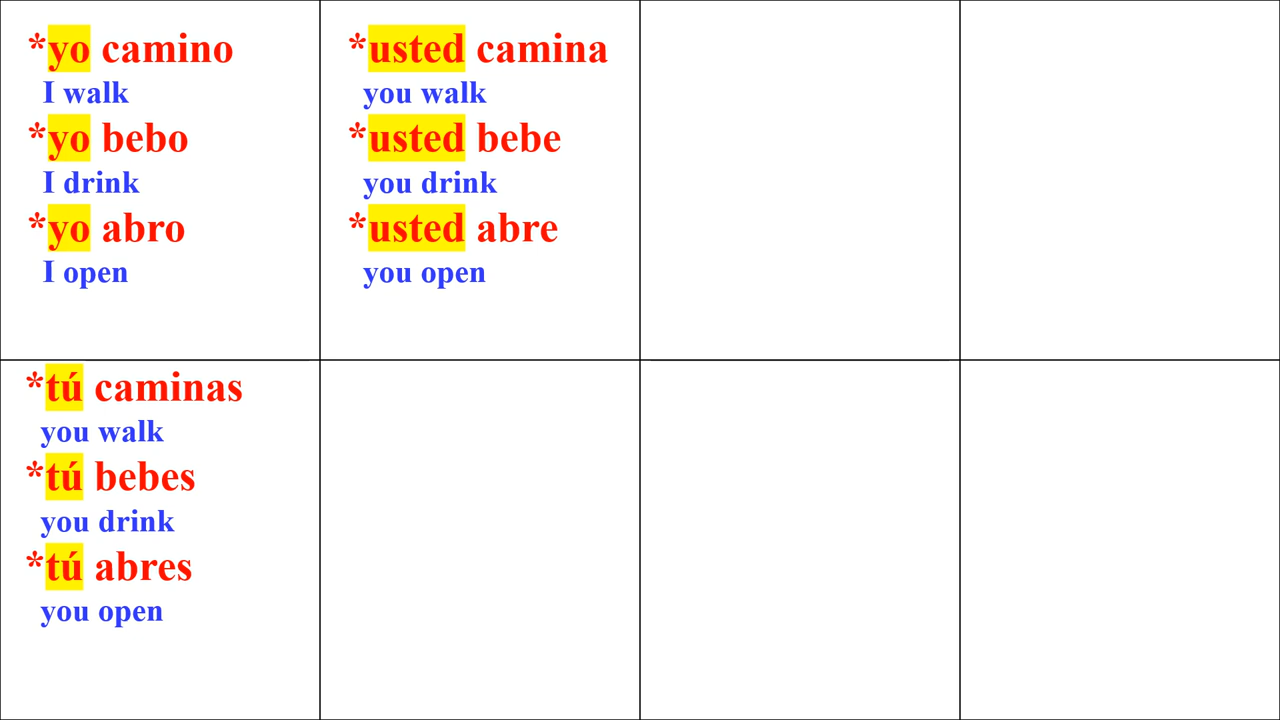 *yo camino
I walk
*yo bebo
I drink
*yo abro
I open
*usted camina
you walk
*usted bebe
you drink
*usted abre
you open
*tú caminas
you walk
*tú bebes
you drink
*tú abres
you open